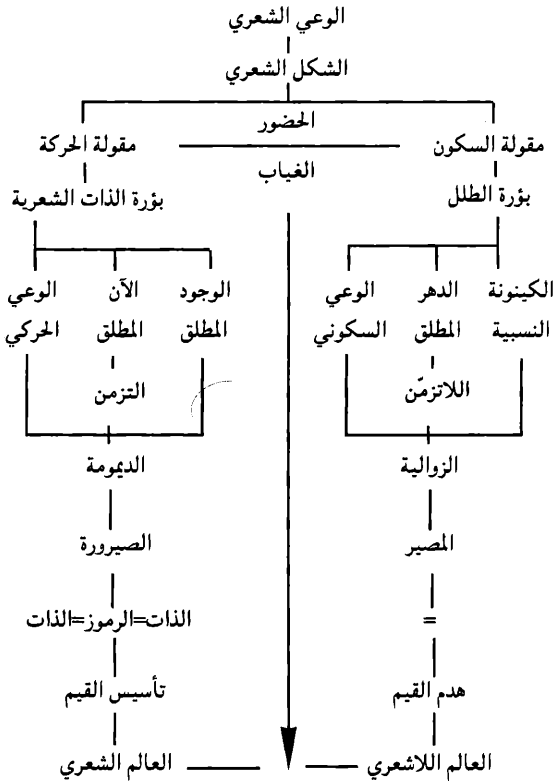 الوعي الشعري
الشكل الشعري
الحضور
مقولة السكون مقولة الحركة
الغياب
بؤرة الطلل بؤرة الذات الشعرية
الكينونة الدهر الوعي الوجود الآن الوعي
النسبية المطلق السكوني المطلق المطلق الحركي
اللاتزمّن التزمن
الزوالية الديمومة
المصير الصيرورة
= الذات=الرموز=الذات
هدم القيم تأسيس القيم
العالم اللاشعري العالم الشعري